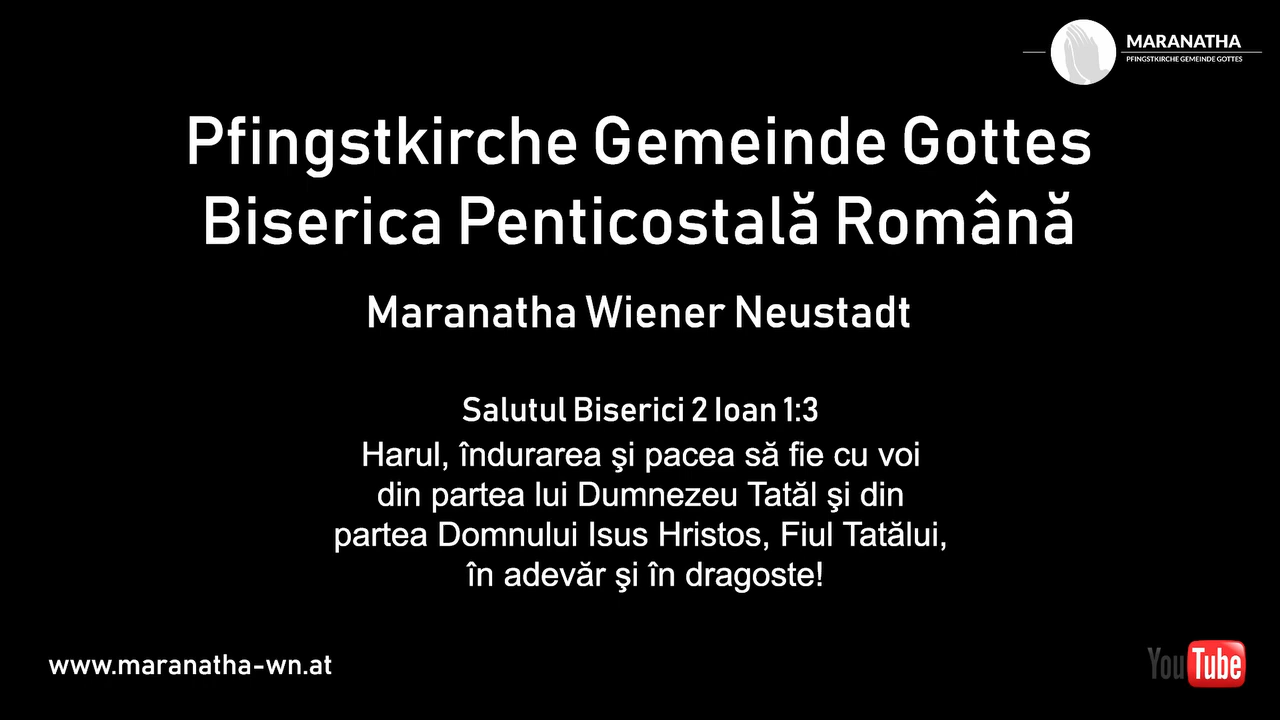 MARANATHA
PFINGSTKIRCHE GEMEINDE GOTTES
Pfingstkirche Gemeinde Gottes
Biserica Penticostală Română
Maranatha Wiener Neustadt
Salutul Biserici 2 Ioan 1:3
Harul, îndurarea şi pacea să fie cu voi
din partea lui Dumnezeu Tatăl şi din
partea Domnului Isus Hristos, Fiul Tatălui,
în adevăr şi în dragoste!
www.maranatha-wn.at
YouTube